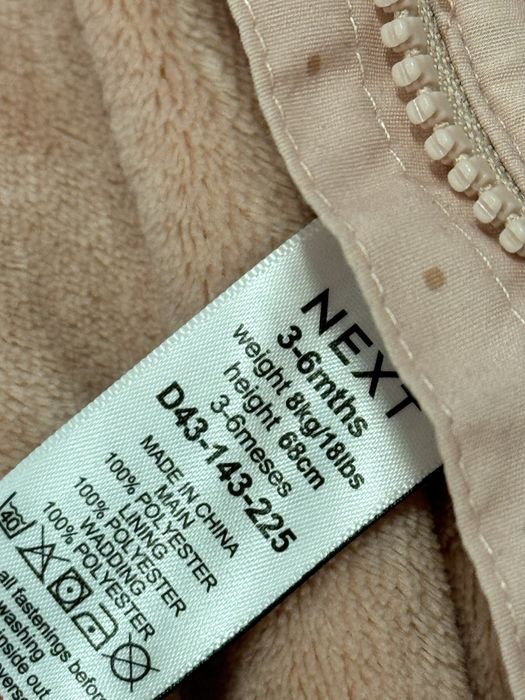 NEXT
3-6mths
weight 8kg/18lbs
height 68cm
3-6meses
D43-143-225
MADE IN CHINA
MAIN
100% POLYESTER
LINING
100% POLYESTER
WADDING
100% POLYESTER
40
all fastenings before
washing
inside out